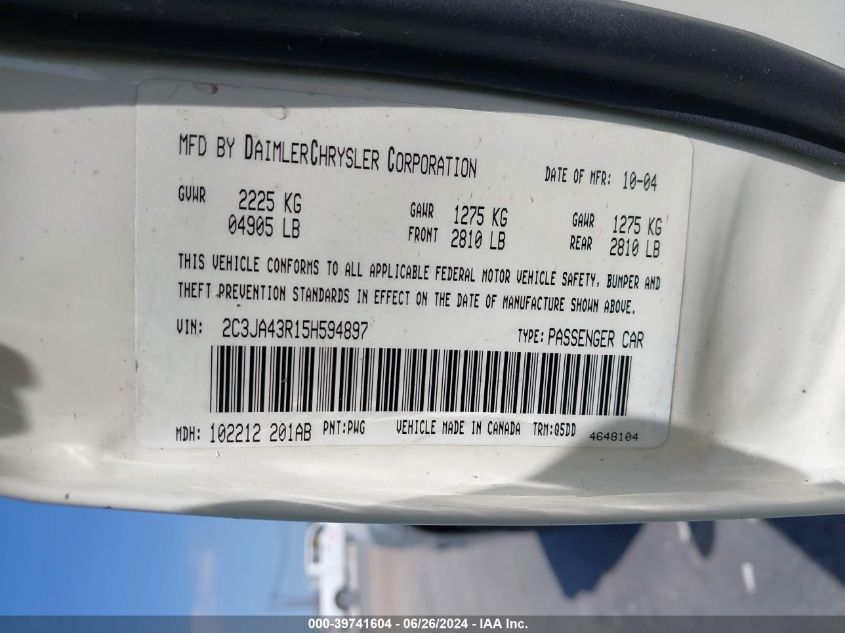 MFD BY DAIMLERCHRYSLER CORPORATION DATE OF MFR: 10-04
GVWR 2225 KG GAWR 1275 KG GAWR 1275 KG
04905 LB FRONT 2810 LB REAR 2810 LB
THIS VEHICLE CONFORMS TO ALL APPLICABLE FEDERAL MOTOR VEHICLE SAFETY, BUMPER AND
THEFT PREVENTION STANDARDS IN EFFECT ON THE DATE OF MANUFACTURE SHOWN ABOVE.
VIN: 2C3JA43R15H594897 TYPE: PASSENGER CAR
MDH: 102212 201AB PNT:PWG VEHICLE MADE IN CANADA TRM:Q5DD 4648104
000-39741604 - 06/26/2024 - IAA Inc.